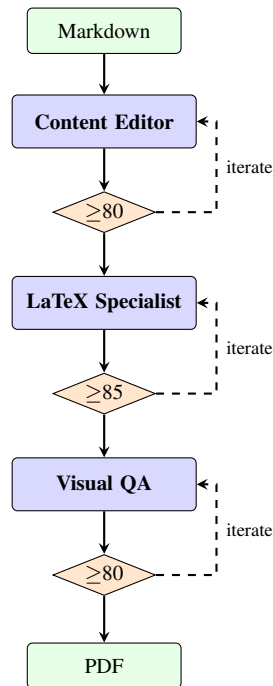 Markdown
Content Editor
iterate
≥80
LaTeX Specialist
iterate
≥85
Visual QA
iterate
≥80
PDF